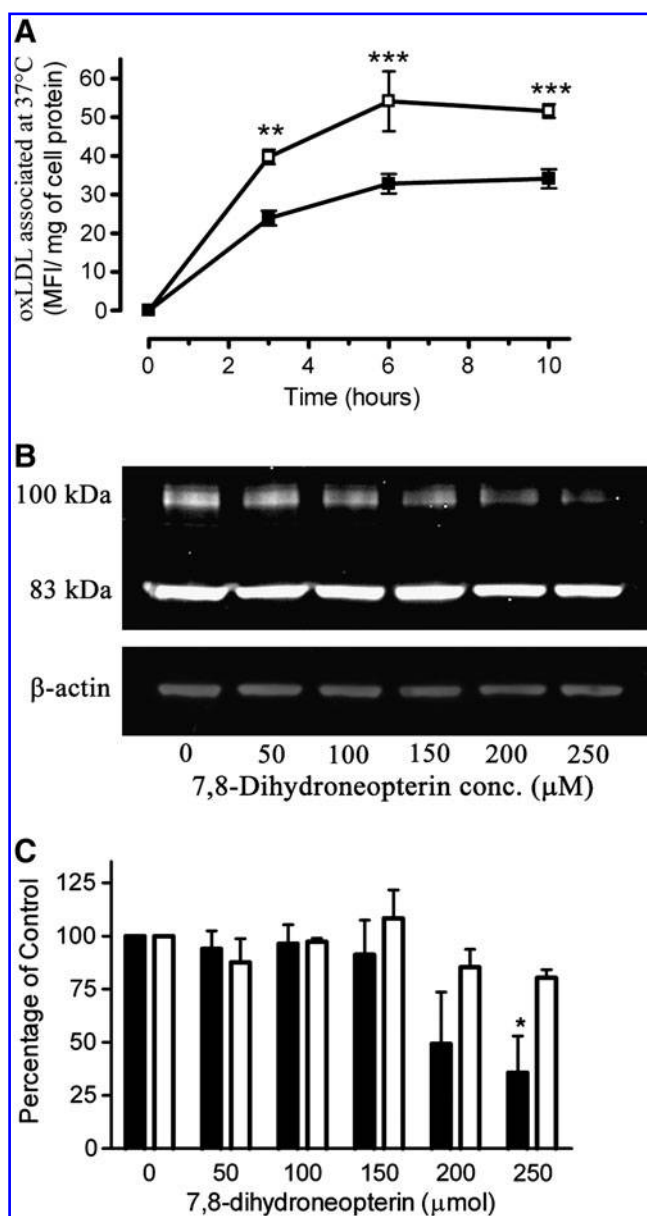 A
oxLDL associated at 37°C
(MFI/ mg of cell protein)
60
50
40
30
20
10
0
**
***
***
0 2 4 6 8 10
Time (hours)
B
100 kDa
83 kDa
β-actin
0 50 100 150 200 250
7,8-Dihydroneopterin conc. (μM)
C
Percentage of Control
125
100
75
50
25
0
*
0 50 100 150 200 250
7,8-dihydroneopterin (μmol)